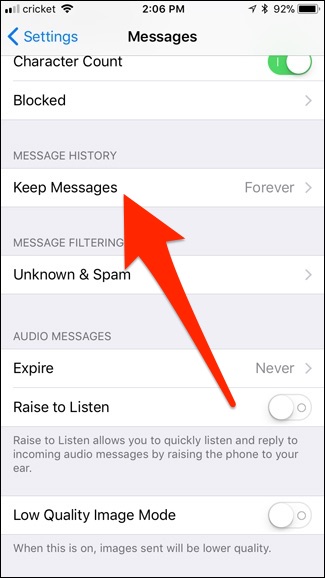 cricket 2:06 PM 92%
Settings Messages
Character Count
Blocked
MESSAGE HISTORY
Keep Messages Forever
MESSAGE FILTERING
Unknown & Spam
AUDIO MESSAGES
Expire Never
Raise to Listen
Raise to Listen allows you to quickly listen and reply to
incoming audio messages by raising the phone to your
ear.
Low Quality Image Mode
When this is on, images sent will be lower quality.